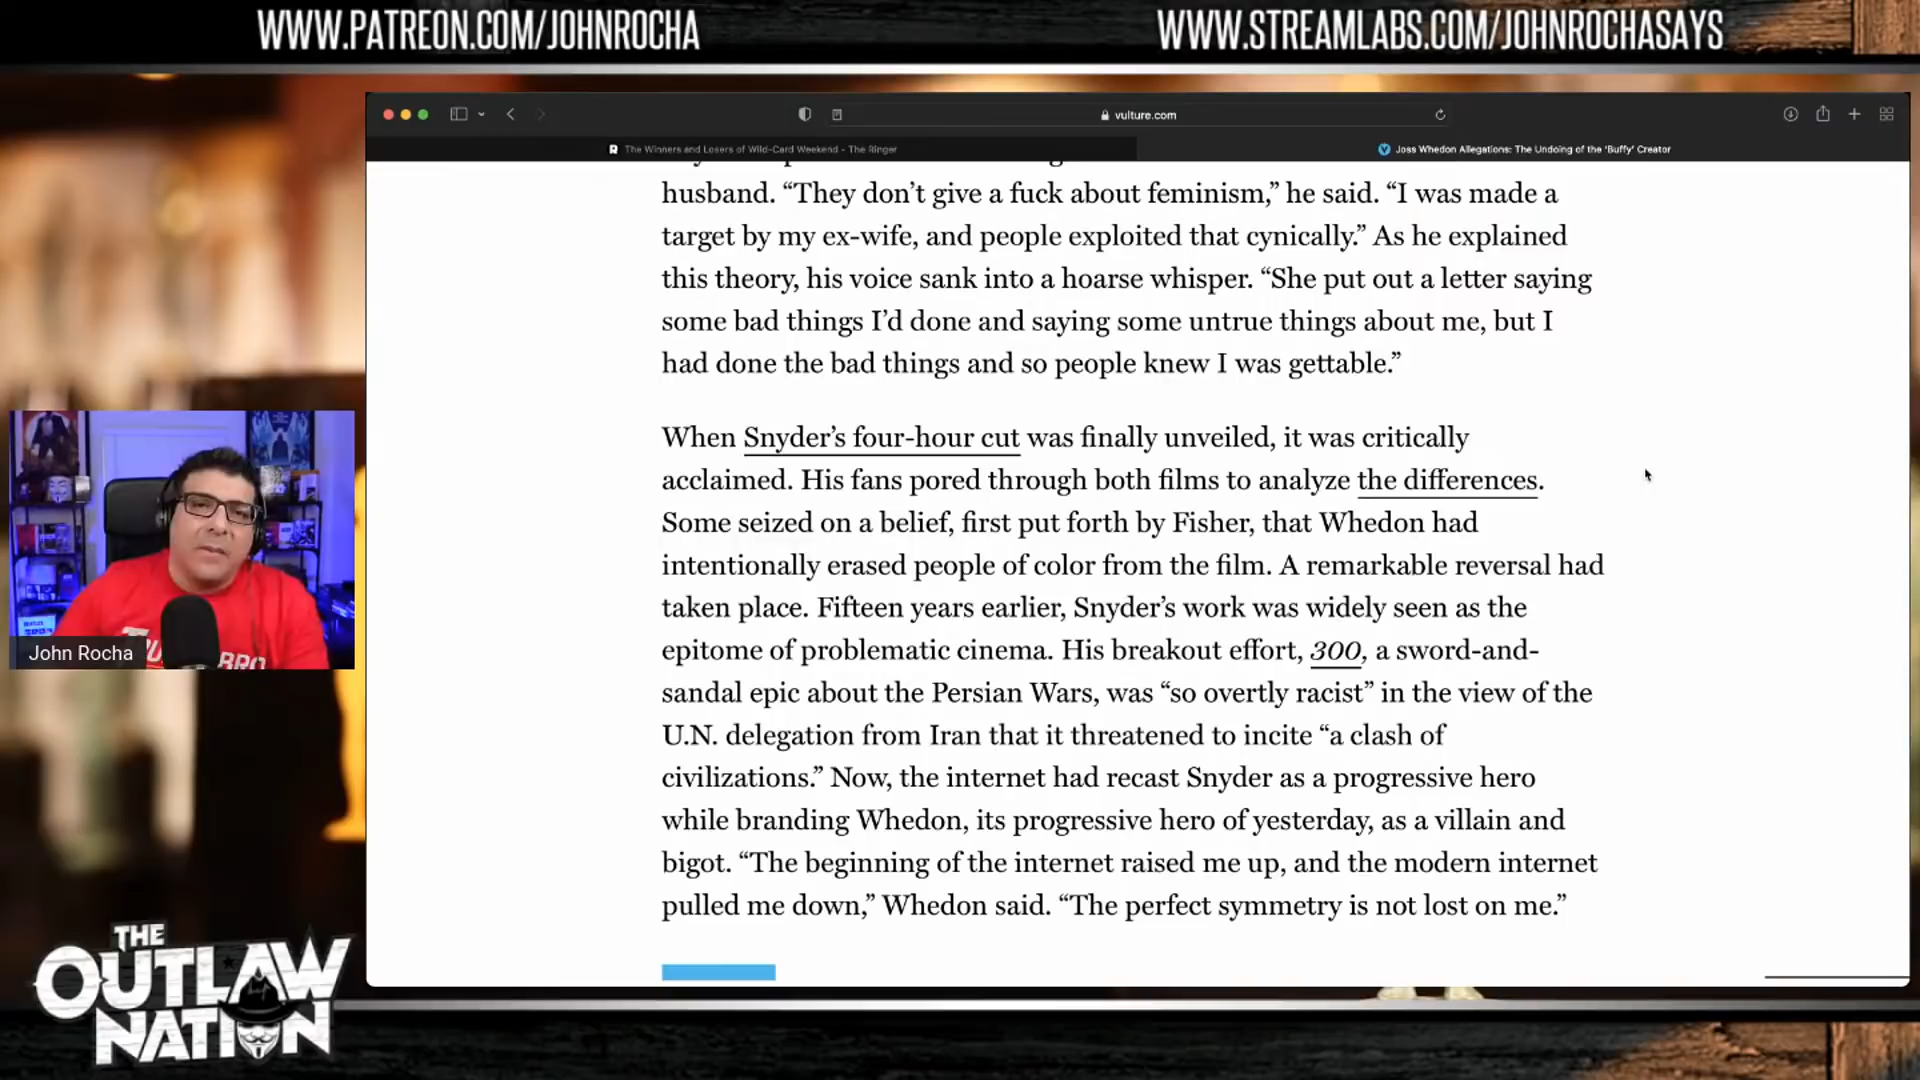 WWW.PATREON.COM/JOHNROCHA
WWW.STREAMLABS.COM/JOHNROCHASAYS
vulture.com
The Winners and Losers of Wild-Card Weekend - The Ringer
Joss Whedon Allegations: The Undoing of the ‘Buffy’ Creator
husband. “They don’t give a fuck about feminism,” he said. “I was made a
target by my ex-wife, and people exploited that cynically.” As he explained
this theory, his voice sank into a hoarse whisper. “She put out a letter saying
some bad things I’d done and saying some untrue things about me, but I
had done the bad things and so people knew I was gettable.”
When Snyder’s four-hour cut was finally unveiled, it was critically
acclaimed. His fans pored through both films to analyze the differences.
Some seized on a belief, first put forth by Fisher, that Whedon had
intentionally erased people of color from the film. A remarkable reversal had
taken place. Fifteen years earlier, Snyder’s work was widely seen as the
epitome of problematic cinema. His breakout effort, 300, a sword-and-
sandal epic about the Persian Wars, was “so overtly racist” in the view of the
U.N. delegation from Iran that it threatened to incite “a clash of
civilizations.” Now, the internet had recast Snyder as a progressive hero
while branding Whedon, its progressive hero of yesterday, as a villain and
bigot. “The beginning of the internet raised me up, and the modern internet
pulled me down,” Whedon said. “The perfect symmetry is not lost on me.”
John Rocha
BRO
THE
OUTLAW
NATION